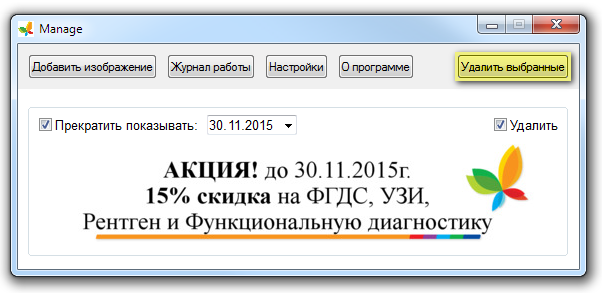 Manage
Добавить изображение Журнал работы Настройки О программе Удалить выбранные
Прекратить показывать: 30.11.2015 Удалить
АКЦИЯ! до 30.11.2015г.
15% скидка на ФГДС, УЗИ,
Рентген и Функциональную диагностику